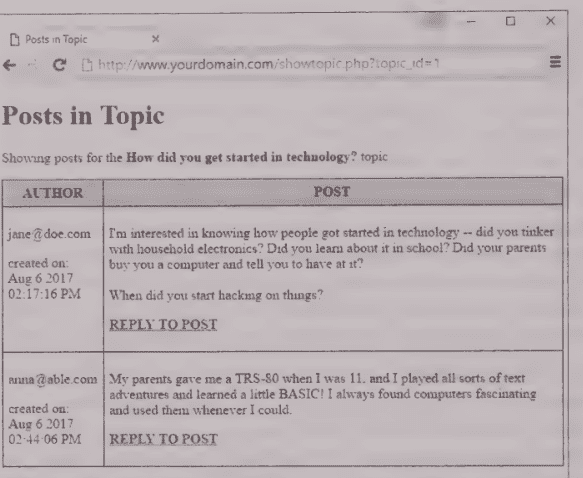 Posts in Topic
http://www.yourdomain.com/showtopic.php?topic_id=1
Posts in Topic
Showing posts for the How did you get started in technology? topic
AUTHOR POST
jane@doe.com
created on:
Aug 6 2017
02:17:16 PM
I'm interested in knowing how people got started in technology -- did you tinker
with household electronics? Did you learn about it in school? Did your parents
buy you a computer and tell you to have at it?
When did you start hacking on things?
REPLY TO POST
anna@able.com
created on:
Aug 6 2017
02:44:06 PM
My parents gave me a TRS-80 when I was 11, and I played all sorts of text
adventures and learned a little BASIC! I always found computers fascinating
and used them whenever I could.
REPLY TO POST